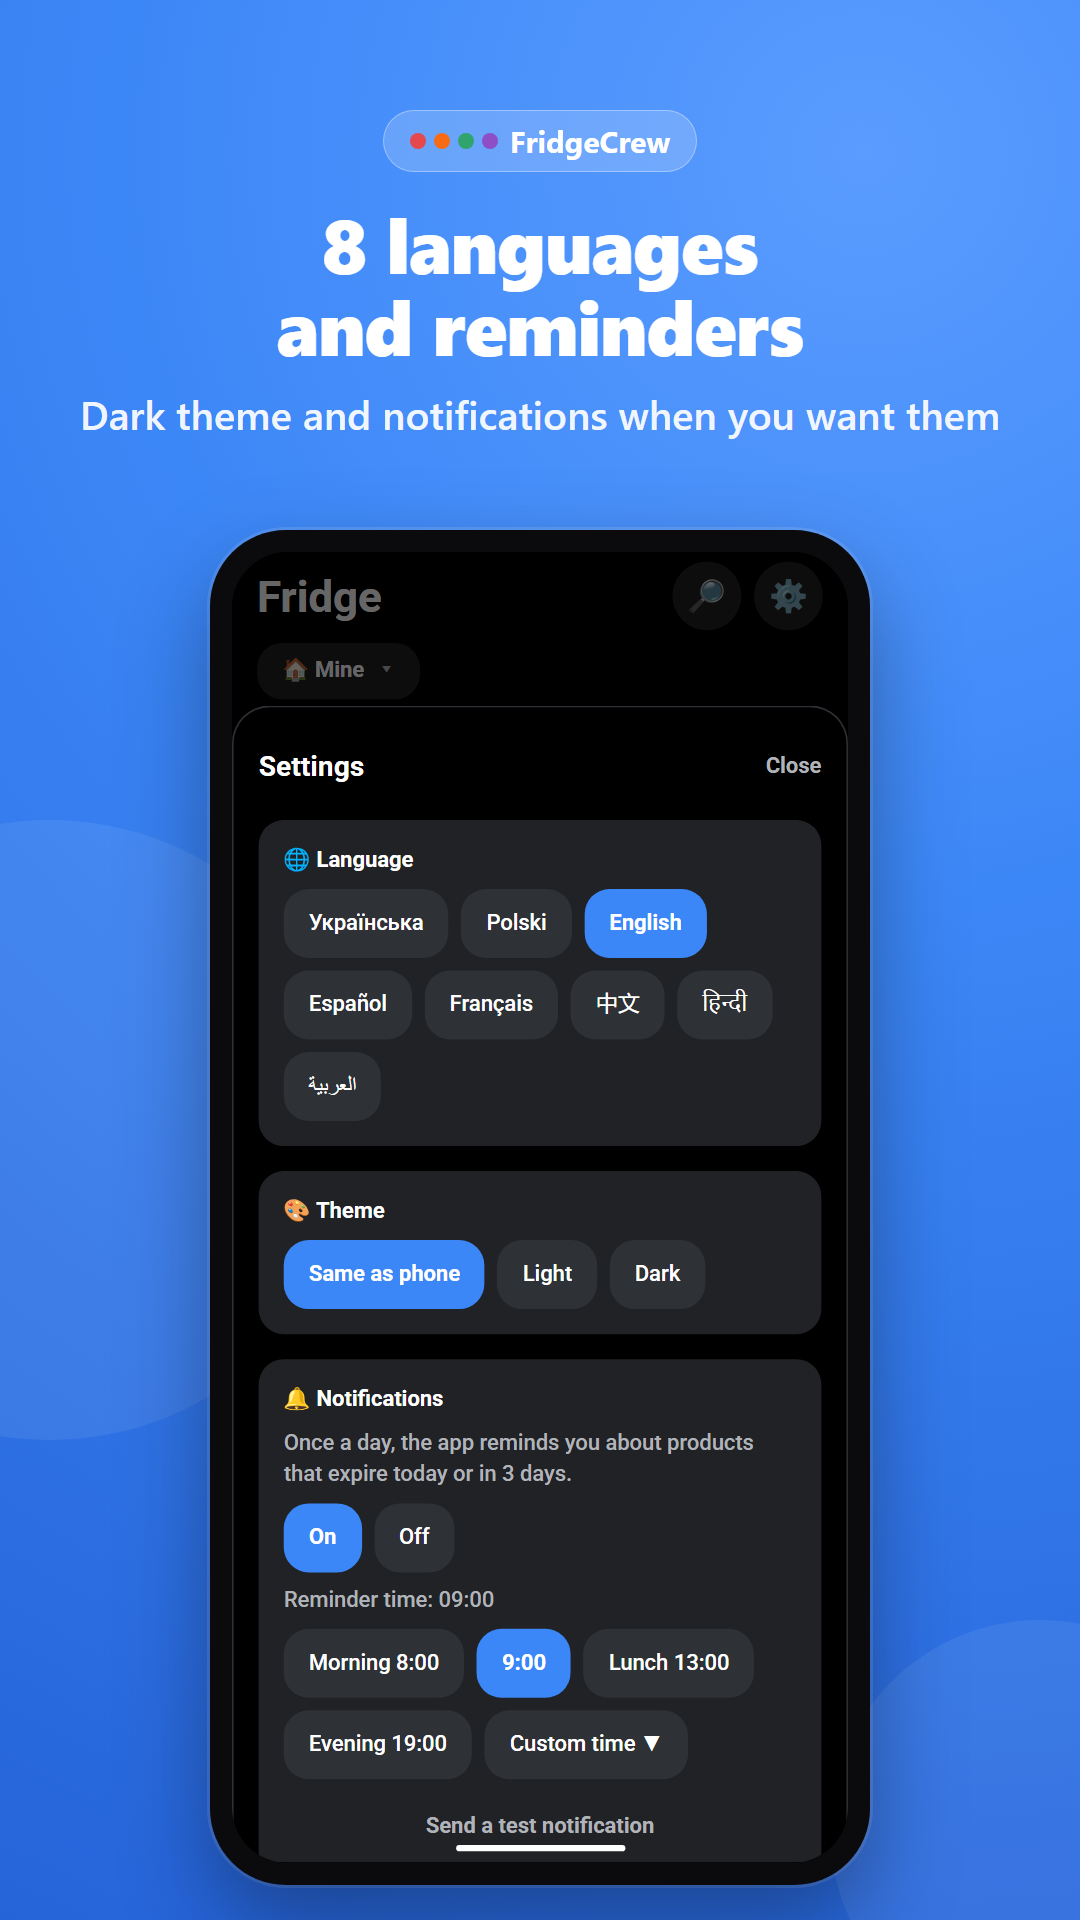 FridgeCrew
8 languages
and reminders
Dark theme and notifications when you want them
Fridge
Mine
Settings
Close
Language
Українська
Polski
English
Español
Français
中文
हिन्दी
العربية
Theme
Same as phone
Light
Dark
Notifications
Once a day, the app reminds you about products
that expire today or in 3 days.
On
Off
Reminder time: 09:00
Morning 8:00
9:00
Lunch 13:00
Evening 19:00
Custom time ▼
Send a test notification